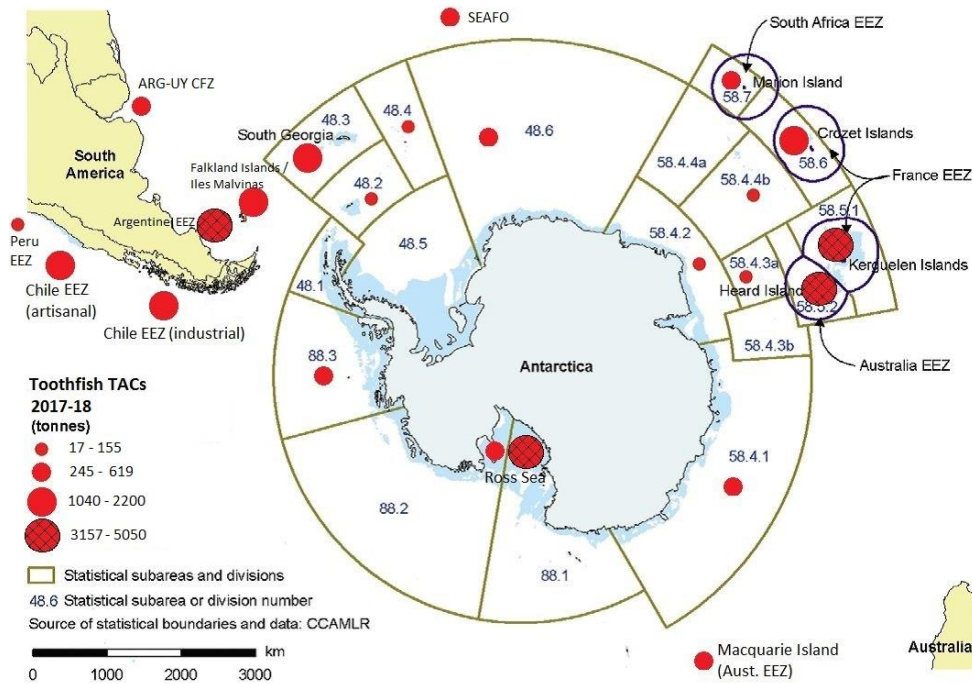 SEAFO
South Africa EEZ
ARG-UY CFZ
Marion Island
58.7
48.3
48.4
48.6
South Georgia
Crozet Islands
58.6
South
America
Falkland Islands /
Iles Malvinas
48.2
58.4.4a
58.4.4b
France EEZ
58.5.1
Argentine EEZ
Peru
EEZ
48.5
58.4.2
58.4.3a
Kerguelen Islands
Heard Island
58.5.2
Chile EEZ
(artisanal)
48.1
Chile EEZ (industrial)
58.4.3b
Australia EEZ
88.3
Antarctica
Toothfish TACs
2017-18
(tonnes)
17 - 155
245 - 619
1040 - 2200
3157 - 5050
Ross Sea
58.4.1
88.2
88.1
Statistical subareas and divisions
48.6 Statistical subarea or division number
Source of statistical boundaries and data: CCAMLR
km
0 1000 2000 3000
Macquarie Island
(Aust. EEZ)
Australia